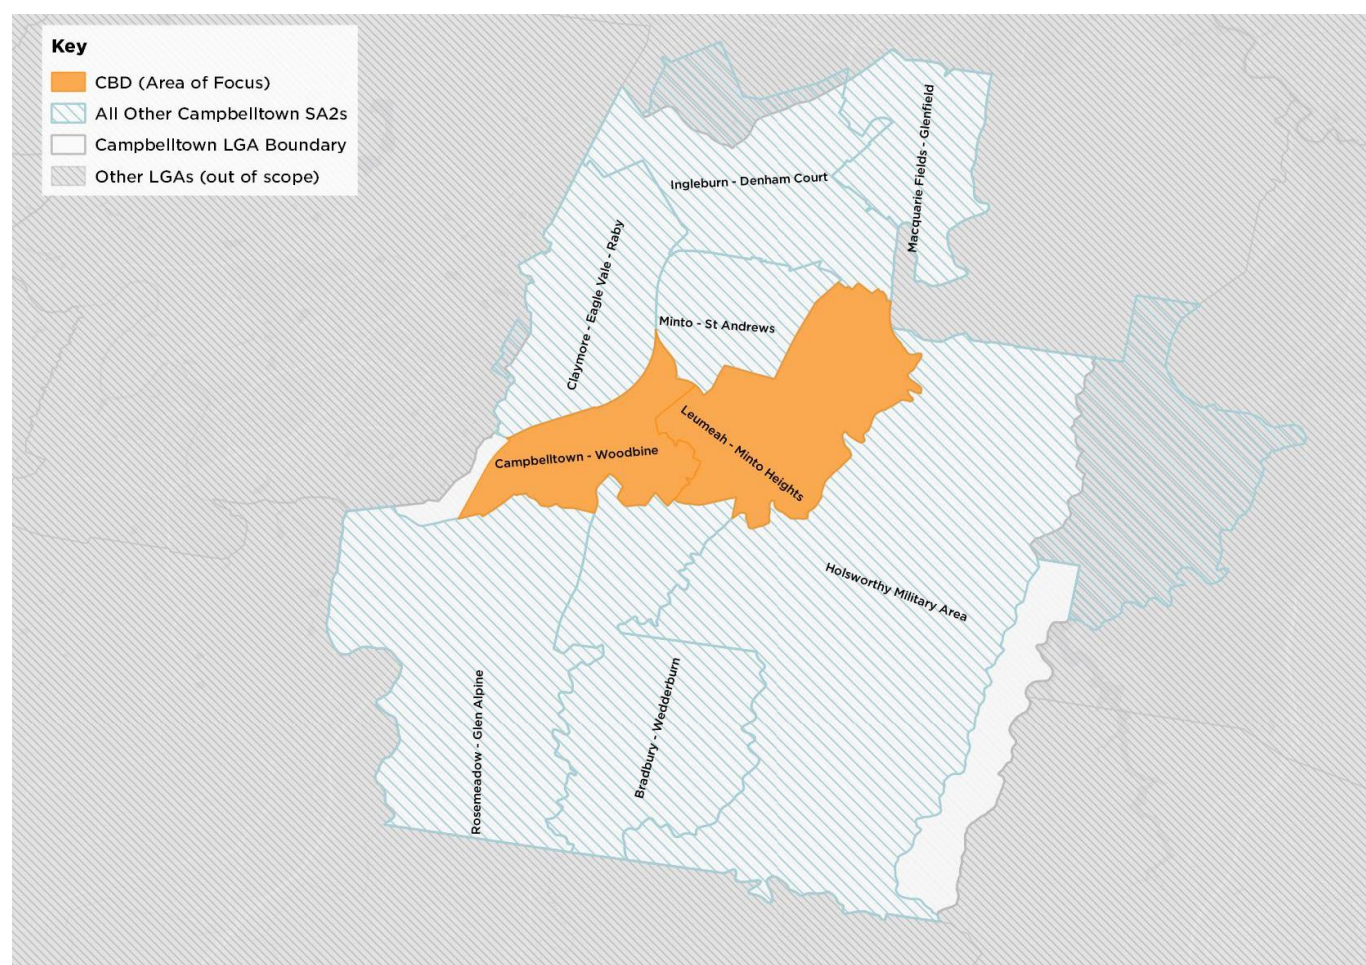 Key
CBD (Area of Focus)
All Other Campbelltown SA2s
Campbelltown LGA Boundary
Other LGAs (out of scope)
Macquarie Fields - Glenfield
Ingleburn - Denham Court
Claymore - Eagle Vale - Raby
Minto - St Andrews
Leumeah - Minto Heights
Campbelltown - Woodbine
Holsworthy Military Area
Rosemeadow - Glen Alpine
Bradbury - Wedderburn